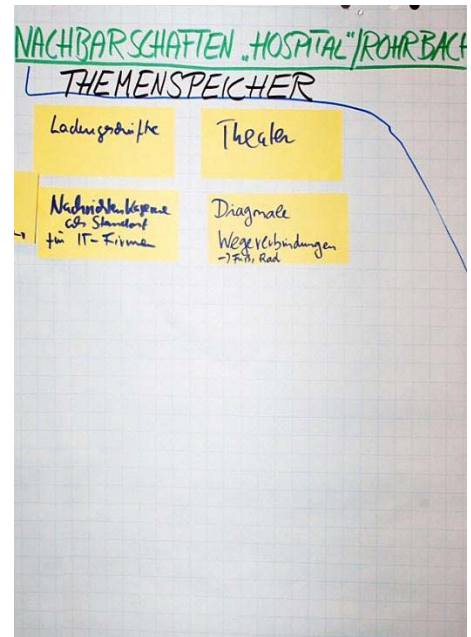 NACHBARSCHAFTEN „HOSPITAL“/ROHRBACH
THEMENSPEICHER
Ladengeschäfte
Theater
Nachrichtenkaserne
als Standort
für IT-Firmen
Diagonale
Wegeverbindungen
→ Fuß, Rad